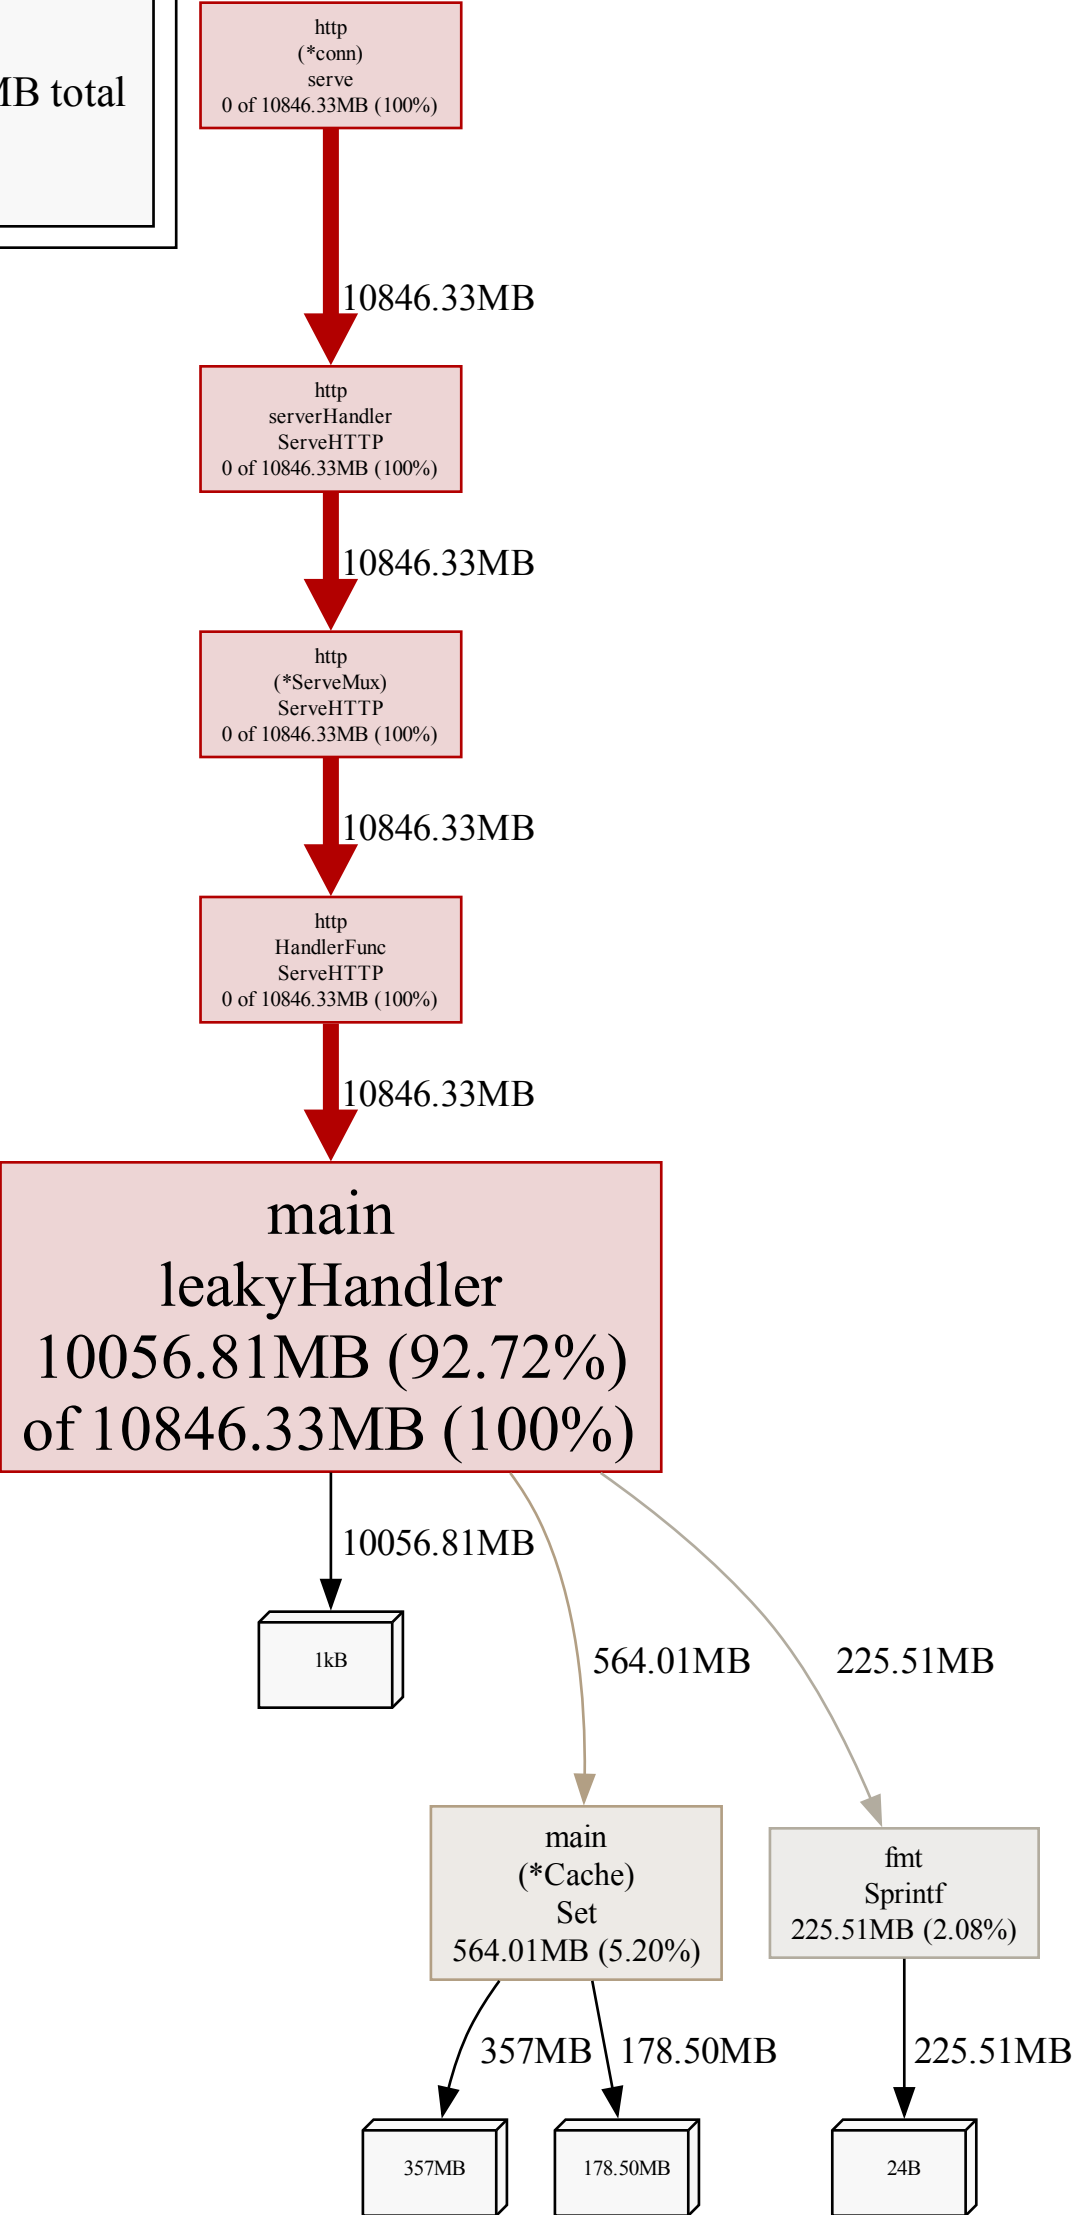 MB total
http
(*conn)
serve
0 of 10846.33MB (100%)
10846.33MB
http
serverHandler
ServeHTTP
0 of 10846.33MB (100%)
10846.33MB
http
(*ServeMux)
ServeHTTP
0 of 10846.33MB (100%)
10846.33MB
http
HandlerFunc
ServeHTTP
0 of 10846.33MB (100%)
10846.33MB
main
leakyHandler
10056.81MB (92.72%)
of 10846.33MB (100%)
10056.81MB
1kB
564.01MB
225.51MB
main
(*Cache)
Set
564.01MB (5.20%)
fmt
Sprintf
225.51MB (2.08%)
357MB
178.50MB
225.51MB
357MB
178.50MB
24B